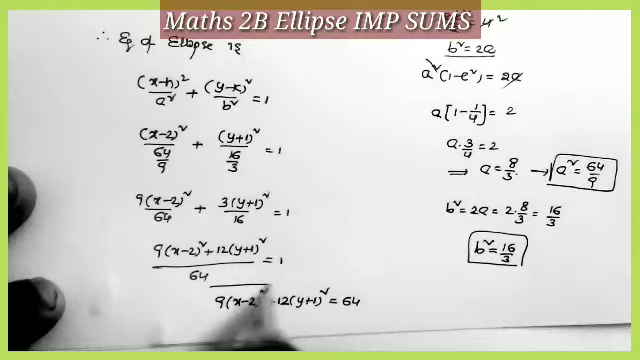 Maths 2B Ellipse IMP SUMS
∴ Eq of Ellipse is
(x-h)²/a² + (y-k)²/b² = 1
(x-2)²/(64/9) + (y+1)²/(16/3) = 1
9(x-2)²/64 + 3(y+1)²/16 = 1
(9(x-2)² + 12(y+1)²)/64 = 1
9(x-2)² 12(y+1)² = 64
b² = 2a
a²(1-e²) = 2a
a[1-1/4] = 2
a·3/4 = 2
⟹ a = 8/3 → a² = 64/9
b² = 2a = 2·8/3 = 16/3
b² = 16/3